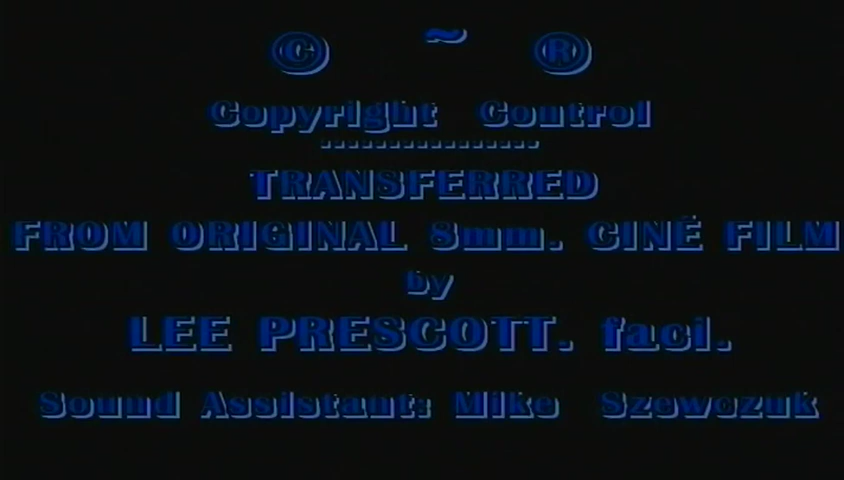 © ~ ®
Copyright Control
.................
TRANSFERRED
FROM ORIGINAL 8mm. CINÉ FILM
by
LEE PRESCOTT. faci.
Sound Assistant: Mike Szewczuk